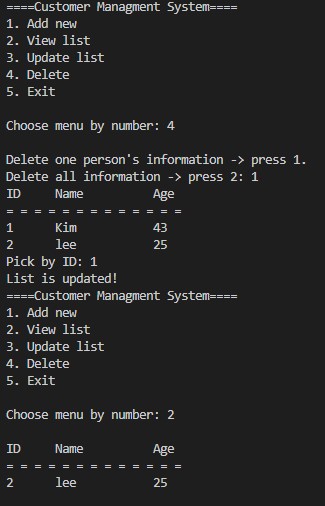 ====Customer Managment System====
1. Add new
2. View list
3. Update list
4. Delete
5. Exit
Choose menu by number: 4
Delete one person's information -> press 1.
Delete all information -> press 2: 1
ID Name Age
= = = = = = = = = = = = =
1 Kim 43
2 lee 25
Pick by ID: 1
List is updated!
====Customer Managment System====
1. Add new
2. View list
3. Update list
4. Delete
5. Exit
Choose menu by number: 2
ID Name Age
= = = = = = = = = = = = =
2 lee 25